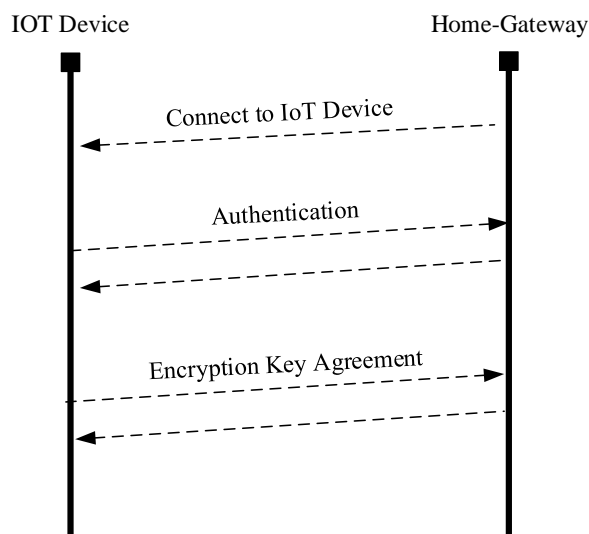 IOT Device
Home-Gateway
Connect to IoT Device
Authentication
Encryption Key Agreement